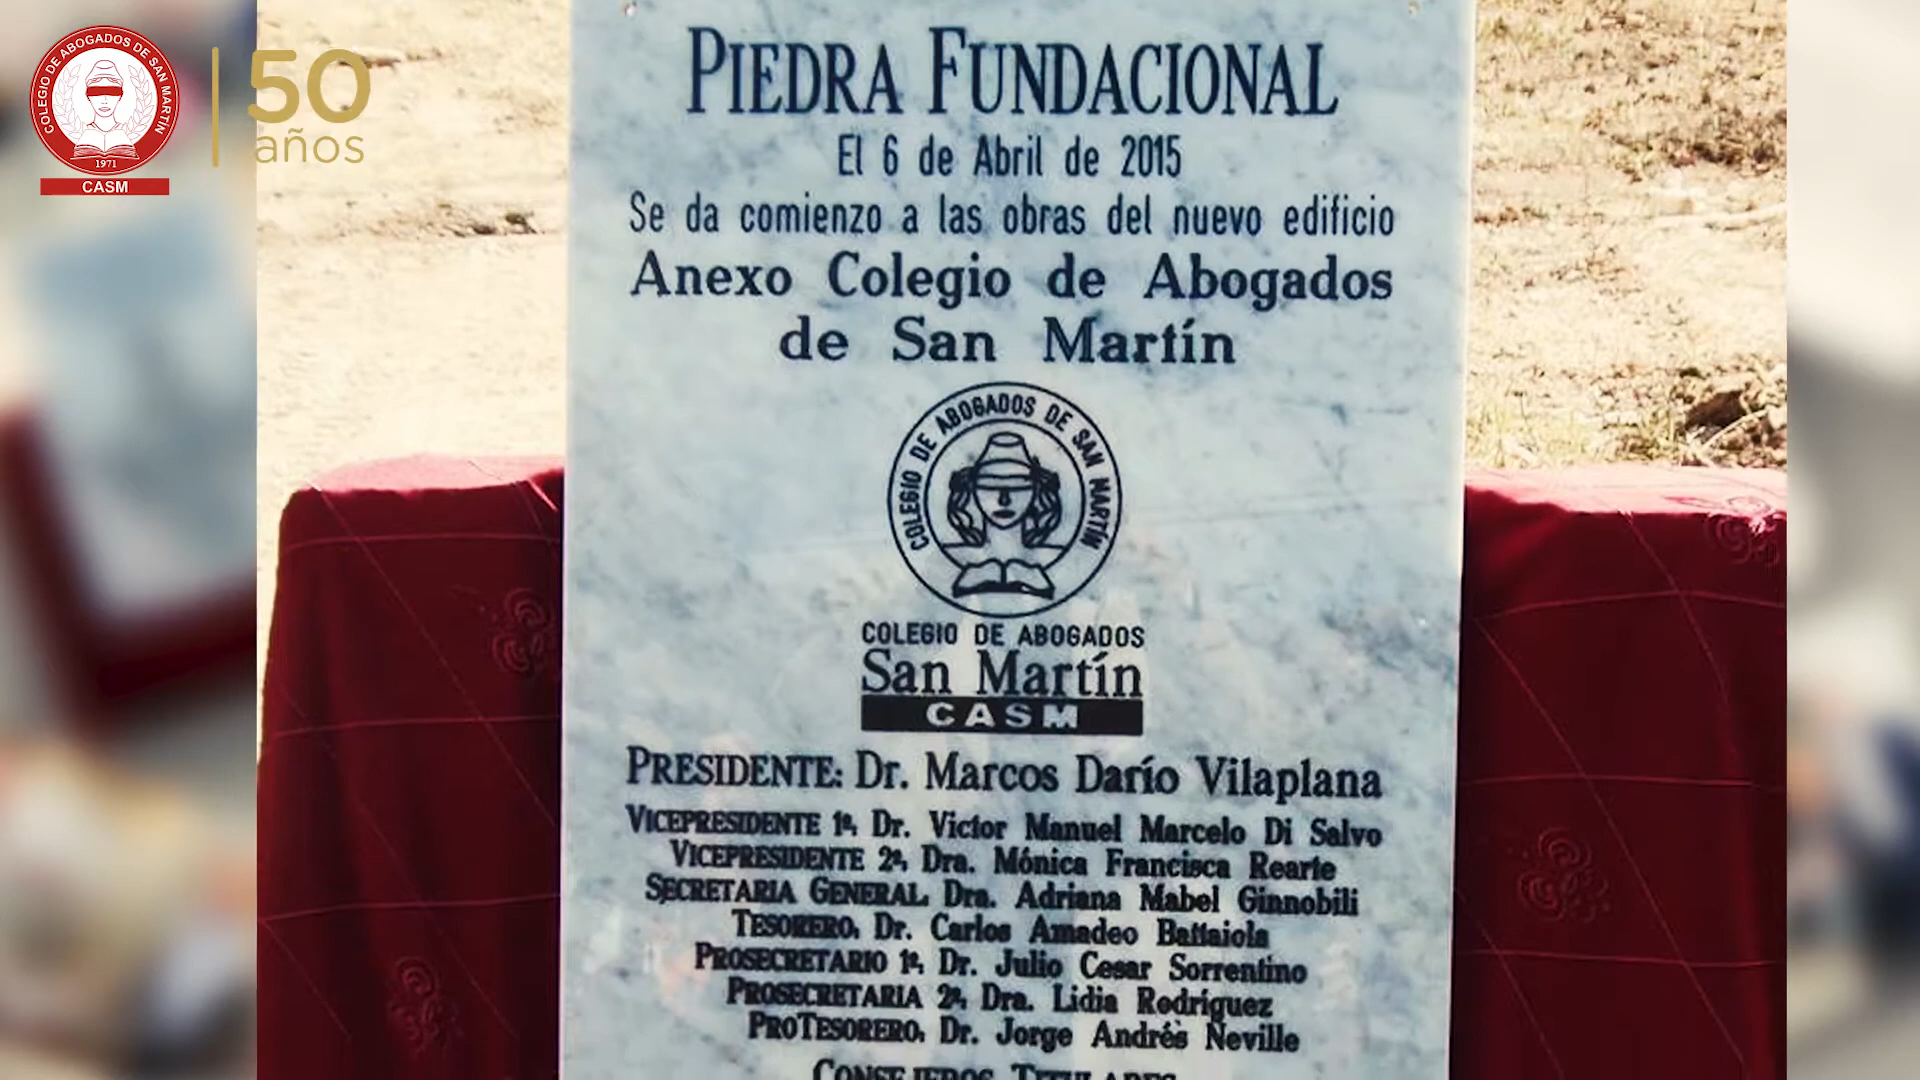 COLEGIO DE ABOGADOS DE SAN MARTIN
1971
CASM
50
años
PIEDRA FUNDACIONAL
El 6 de Abril de 2015
Se da comienzo a las obras del nuevo edificio
Anexo Colegio de Abogados
de San Martín
COLEGIO DE ABOGADOS DE SAN MARTÍN
COLEGIO DE ABOGADOS
San Martín
CASM
PRESIDENTE: Dr. Marcos Darío Vilaplana
VICEPRESIDENTE 1º: Dr. Victor Manuel Marcelo Di Salvo
VICEPRESIDENTE 2º: Dra. Mónica Francisca Rearte
SECRETARIA GENERAL: Dra. Adriana Mabel Ginnobili
TESORERO: Dr. Carlos Amadeo Battaiola
PROSECRETARIO 1º: Dr. Julio Cesar Sorrentino
PROSECRETARIA 2º: Dra. Lidia Rodríguez
PROTESORERO: Dr. Jorge Andrés Neville
CONSEJEROS TITULARES